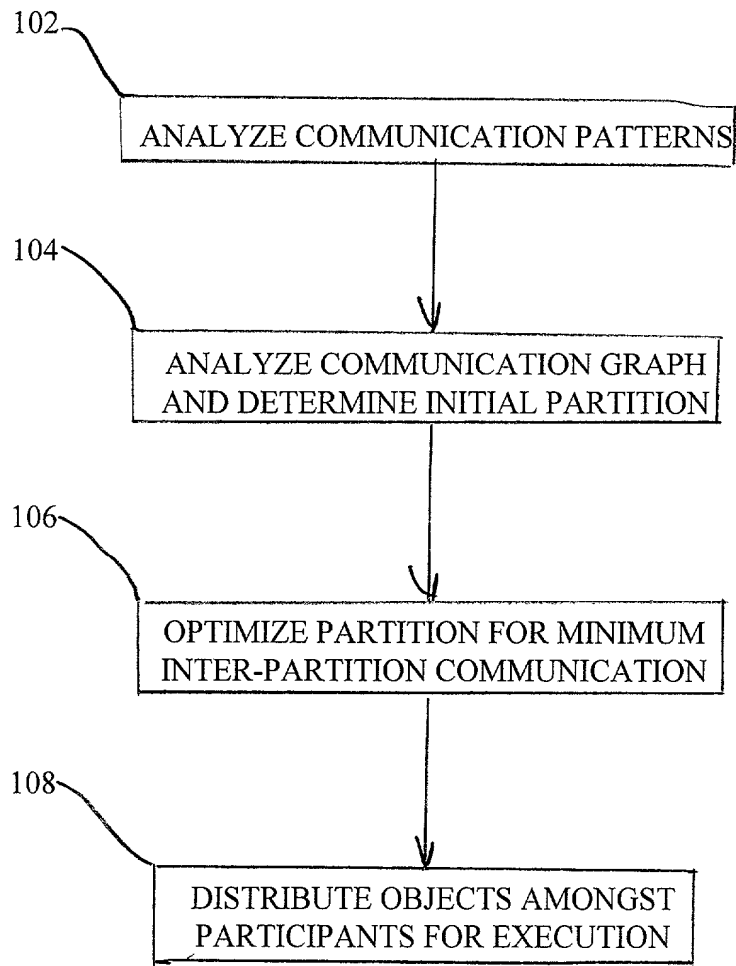 102
ANALYZE COMMUNICATION PATTERNS
104
ANALYZE COMMUNICATION GRAPH
AND DETERMINE INITIAL PARTITION
106
OPTIMIZE PARTITION FOR MINIMUM
INTER-PARTITION COMMUNICATION
108
DISTRIBUTE OBJECTS AMONGST
PARTICIPANTS FOR EXECUTION